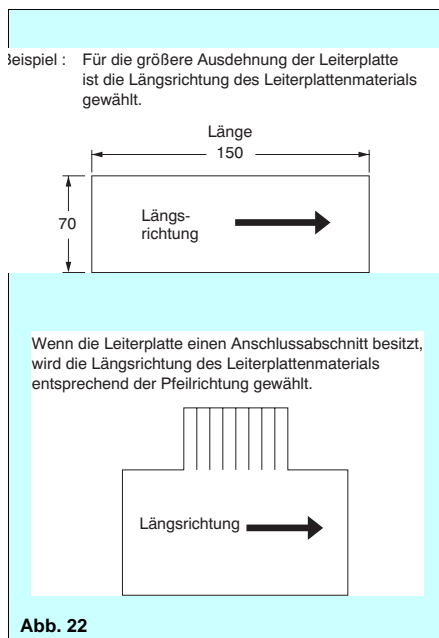 Beispiel : Für die größere Ausdehnung der Leiterplatte
ist die Längsrichtung des Leiterplattenmaterials
gewählt.
Länge
150
70
Längs-
richtung
Wenn die Leiterplatte einen Anschlussabschnitt besitzt,
wird die Längsrichtung des Leiterplattenmaterials
entsprechend der Pfeilrichtung gewählt.
Längsrichtung
Abb. 22